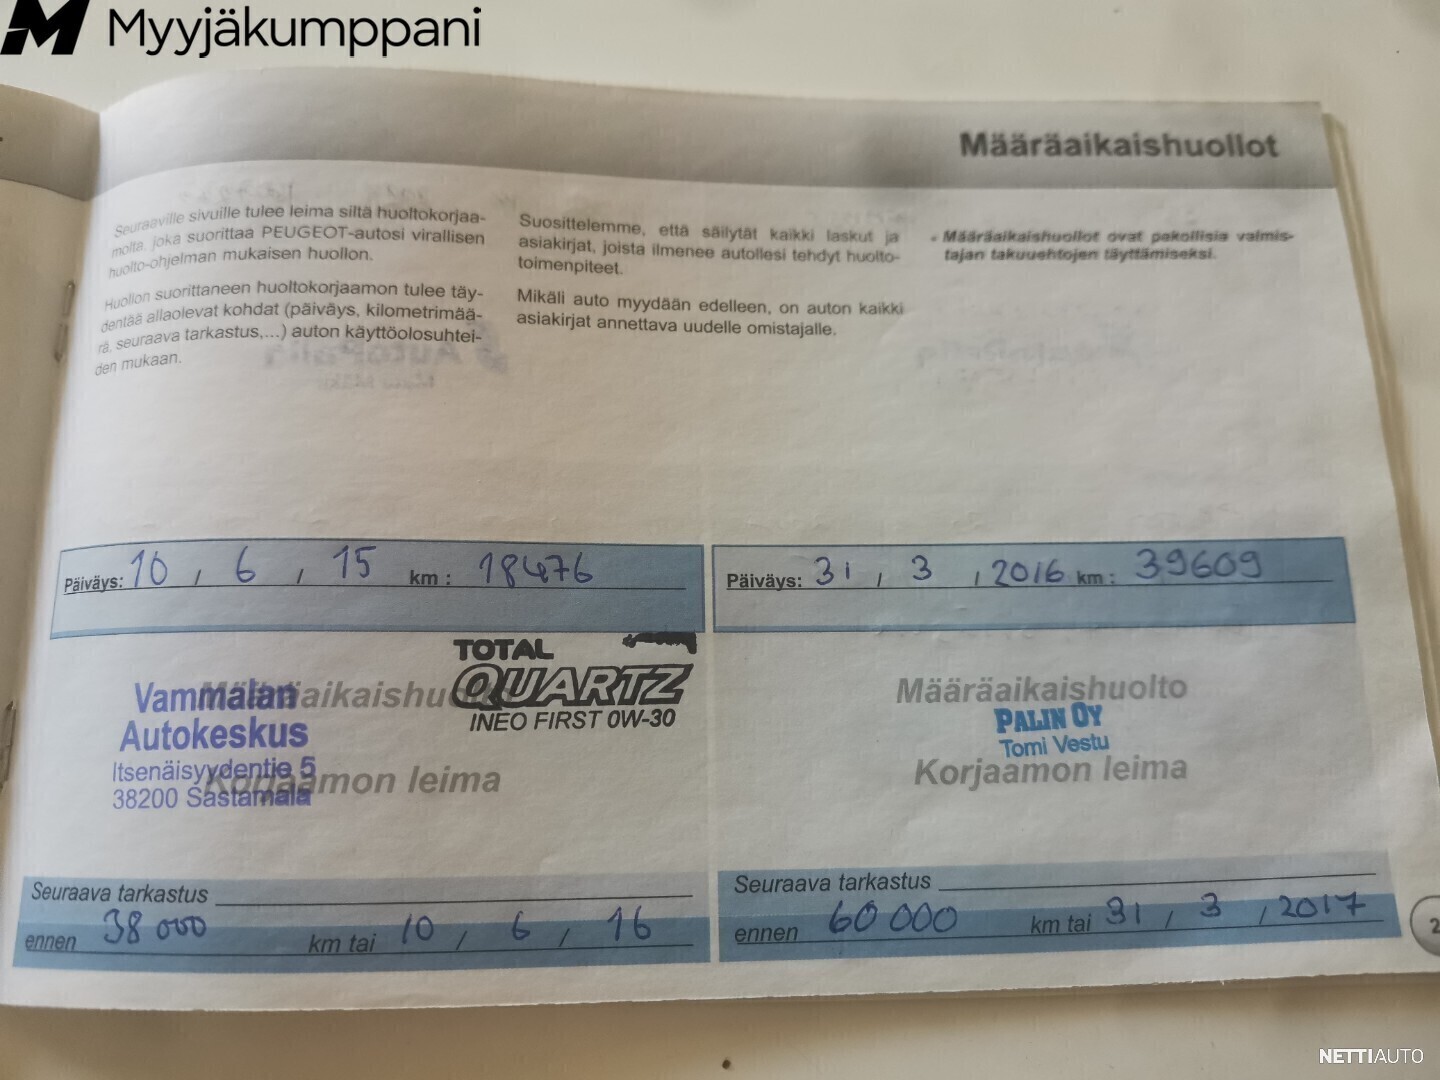 Myyjäkumppani
Määräaikaishuollot
Seuraaville sivuille tulee leima siltä huoltokorjaa-
molta, joka suorittaa PEUGEOT-autosi virallisen
huolto-ohjelman mukaisen huollon.
Huollon suorittaneen huoltokorjaamon tulee täy-
dentää allaolevat kohdat (päiväys, kilometrimää-
rä, seuraava tarkastus,...) auton käyttöolosuhtei-
den mukaan.
Suosittelemme, että säilytät kaikki laskut ja
asiakirjat, joista ilmenee autollesi tehdyt huolto-
toimenpiteet.
Mikäli auto myydään edelleen, on auton kaikki
asiakirjat annettava uudelle omistajalle.
• Määräaikaishuollot ovat pakollisia valmis-
tajan takuuehtojen täyttämiseksi.
Päiväys: 10 , 6 , 15 km : 18476
TOTAL
QUARTZ
INEO FIRST 0W-30
Määräaikaishuolto
Vammalan
Autokeskus
Itsenäisyydentie 5
38200 Sastamala
Korjaamon leima
Seuraava tarkastus
ennen 38 000 km tai 10 / 6 / 16
Päiväys: 31 , 3 , 2016 km : 39609
Määräaikaishuolto
PALIN OY
Tomi Vestu
Korjaamon leima
Seuraava tarkastus
ennen 60 000 km tai 31 / 3 / 2017
2
NETTIAUTO